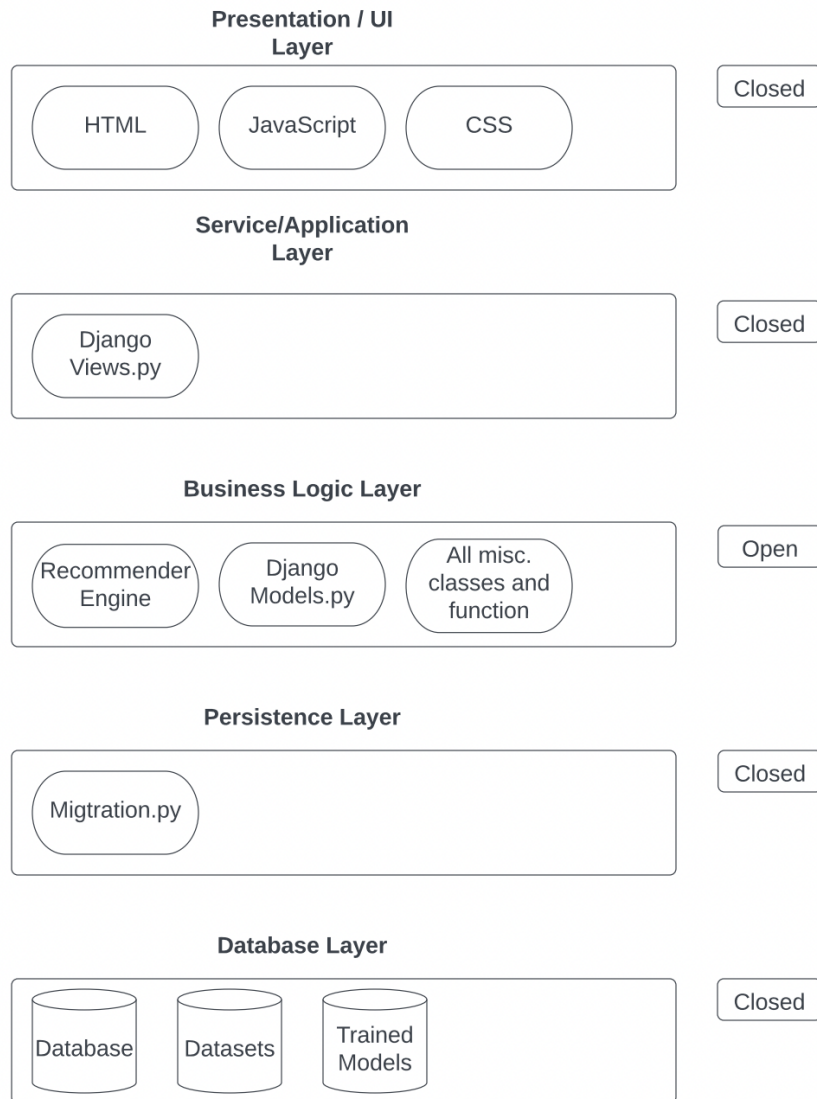 Presentation / UI
Layer
HTML
JavaScript
CSS
Closed
Service/Application
Layer
Django
Views.py
Closed
Business Logic Layer
Recommender
Engine
Django
Models.py
All misc.
classes and
function
Open
Persistence Layer
Migtration.py
Closed
Database Layer
Database
Datasets
Trained
Models
Closed